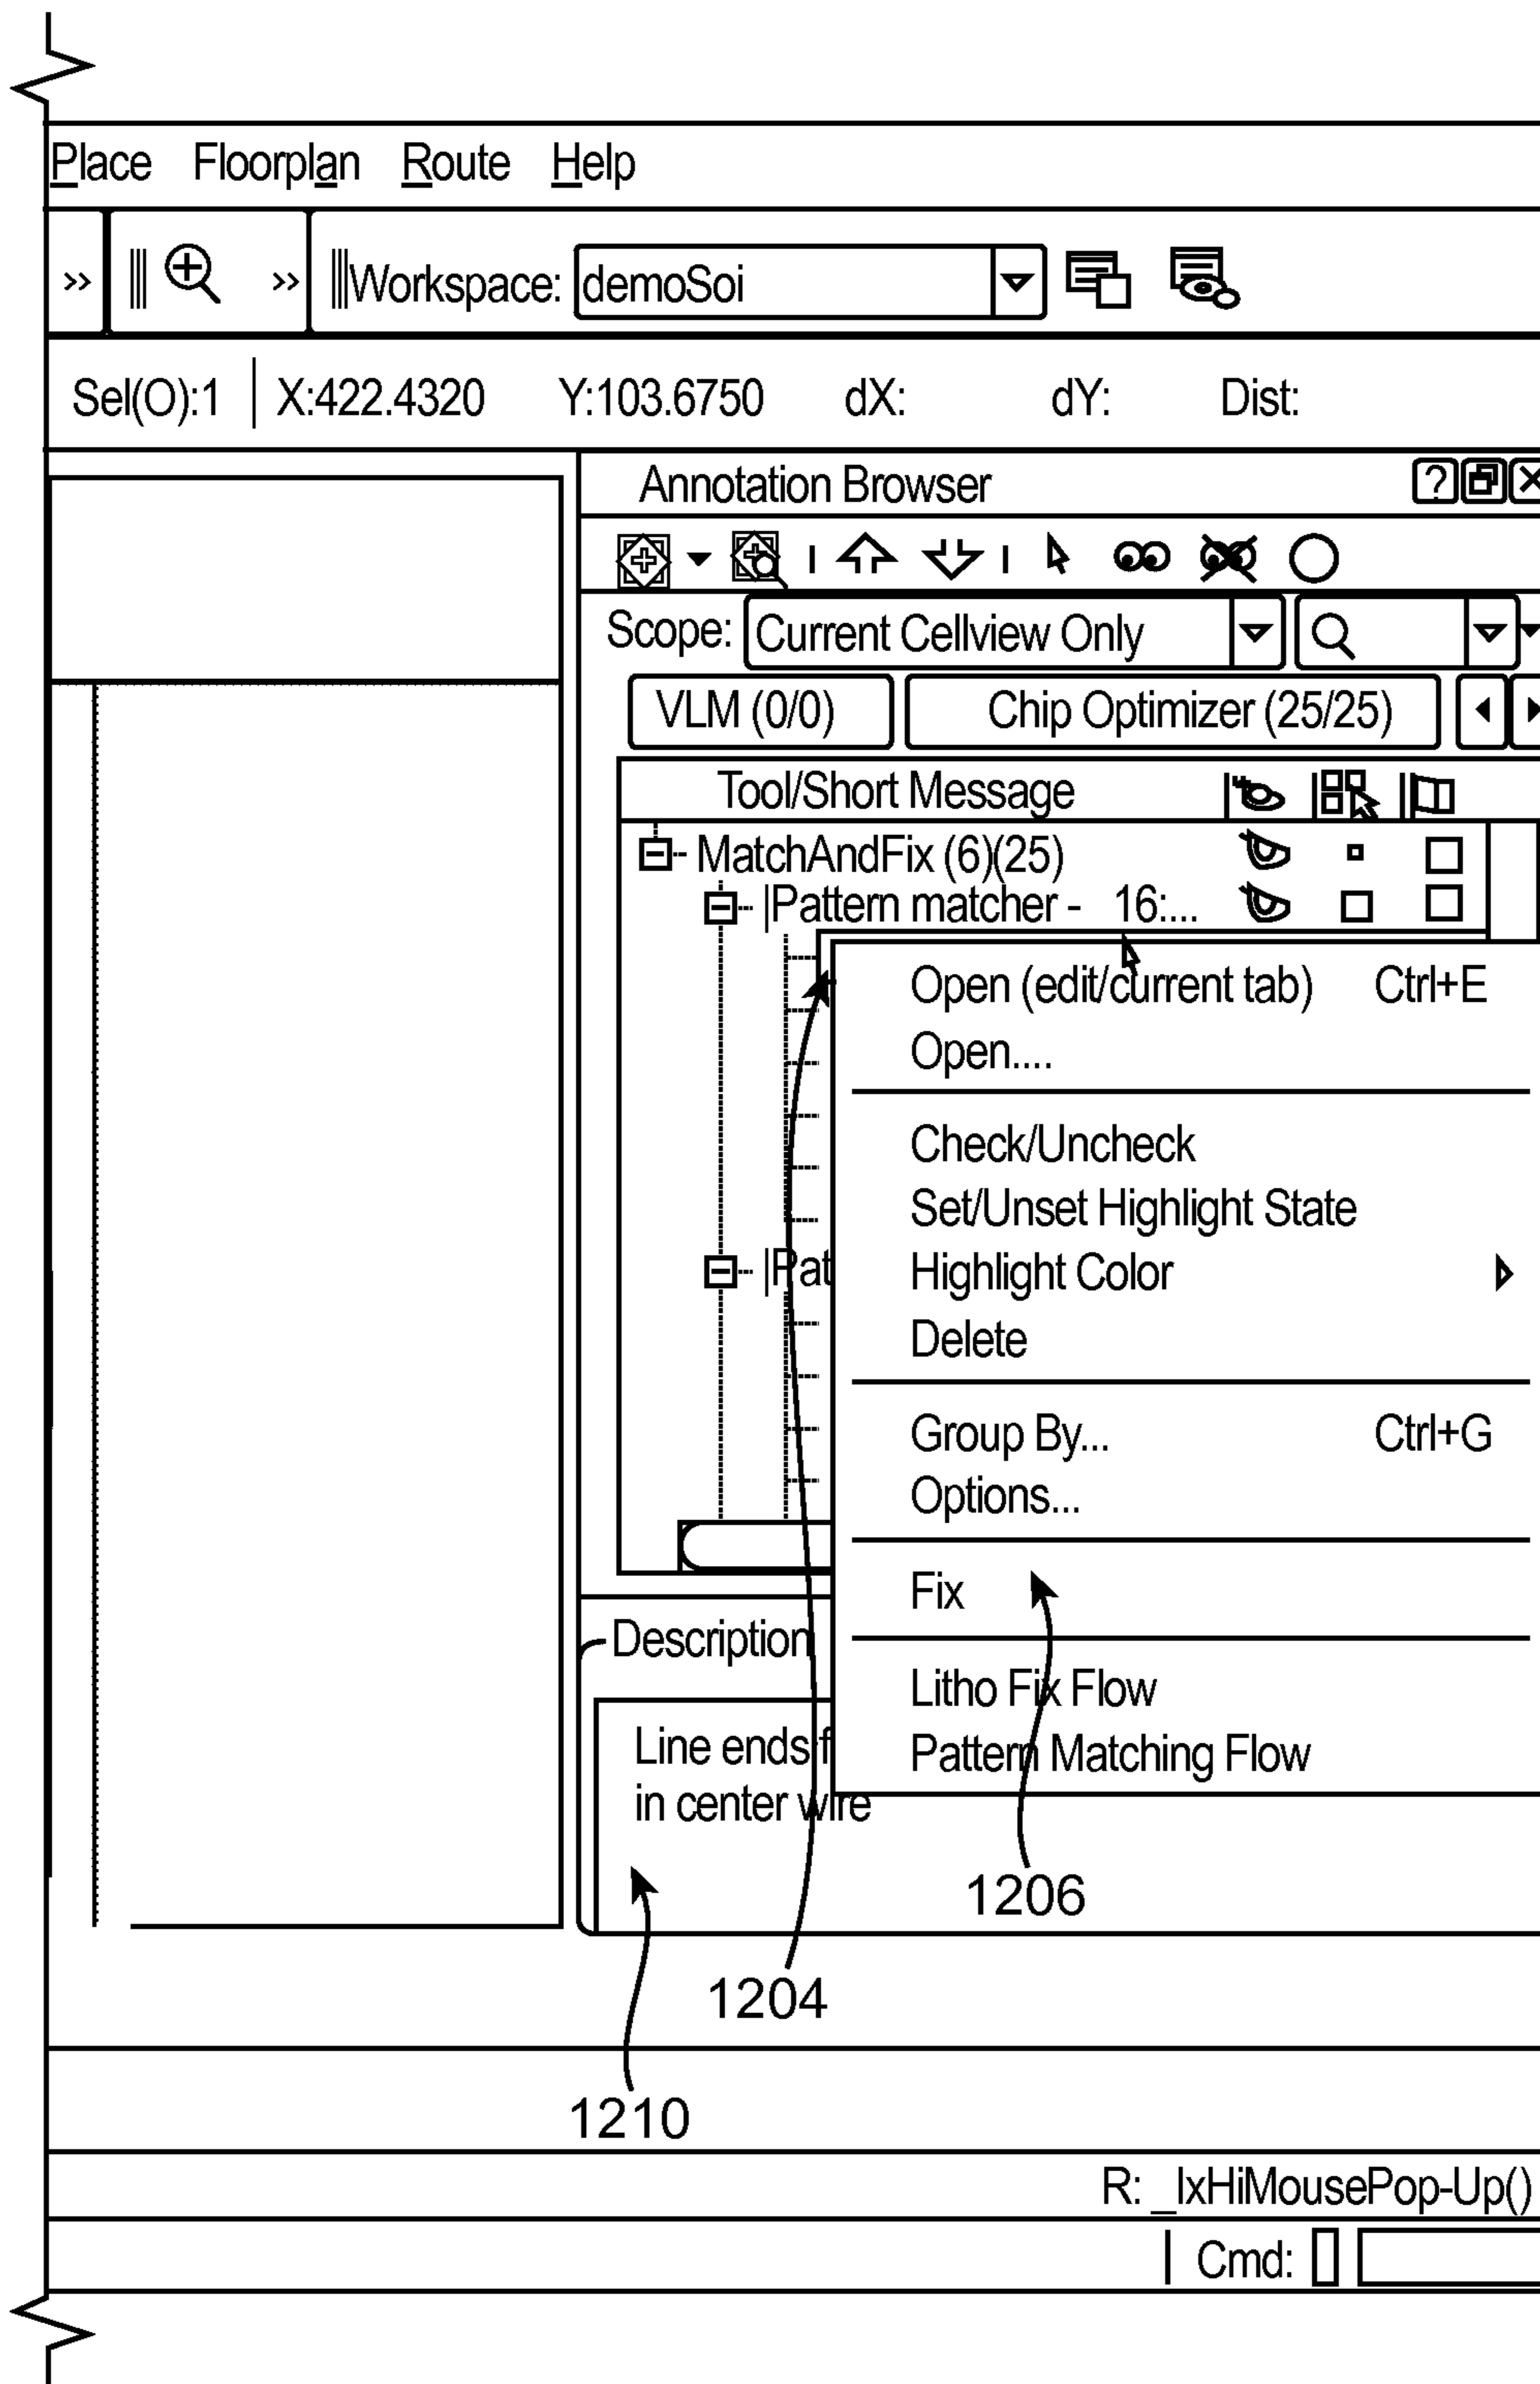 Place Floorplan Route Help
>> >> Workspace: demoSoi
Sel(O):1 X:422.4320 Y:103.6750 dX: dY: Dist:
Annotation Browser ?
Scope: Current Cellview Only
VLM (0/0) Chip Optimizer (25/25)
Tool/Short Message
MatchAndFix (6)(25)
Pattern matcher - 16:...
Open (edit/current tab) Ctrl+E
Open....
Check/Uncheck
Set/Unset Highlight State
Pat Highlight Color
Delete
Group By... Ctrl+G
Options...
Fix
Description
Litho Fix Flow
Line ends f Pattern Matching Flow
in center wire
1206
1204
1210
R: _lxHiMousePop-Up()
Cmd: